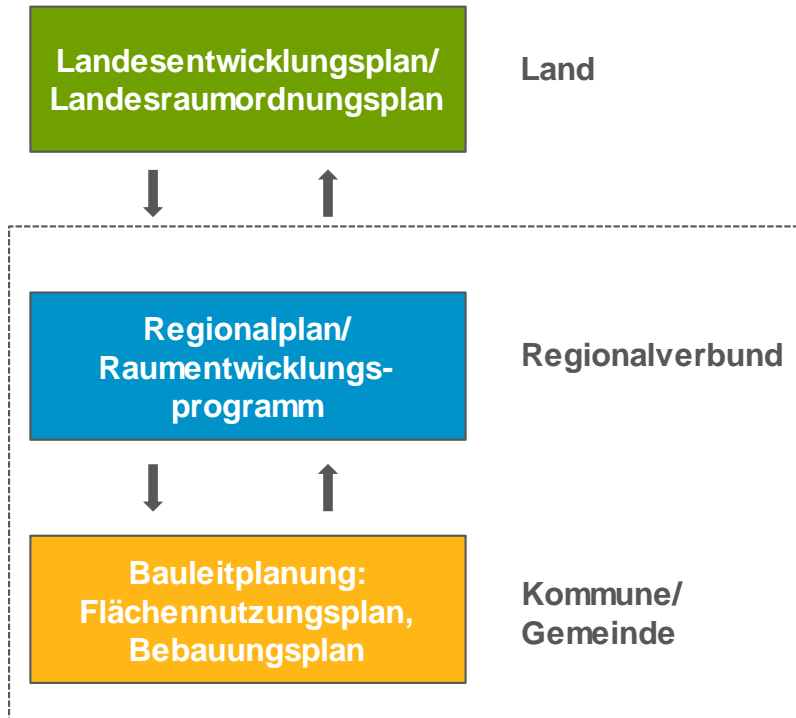 Landesentwicklungsplan/
Landesraumordnungsplan
Land
Regionalplan/
Raumentwicklungs-
programm
Regionalverbund
Bauleitplanung:
Flächennutzungsplan,
Bebauungsplan
Kommune/
Gemeinde